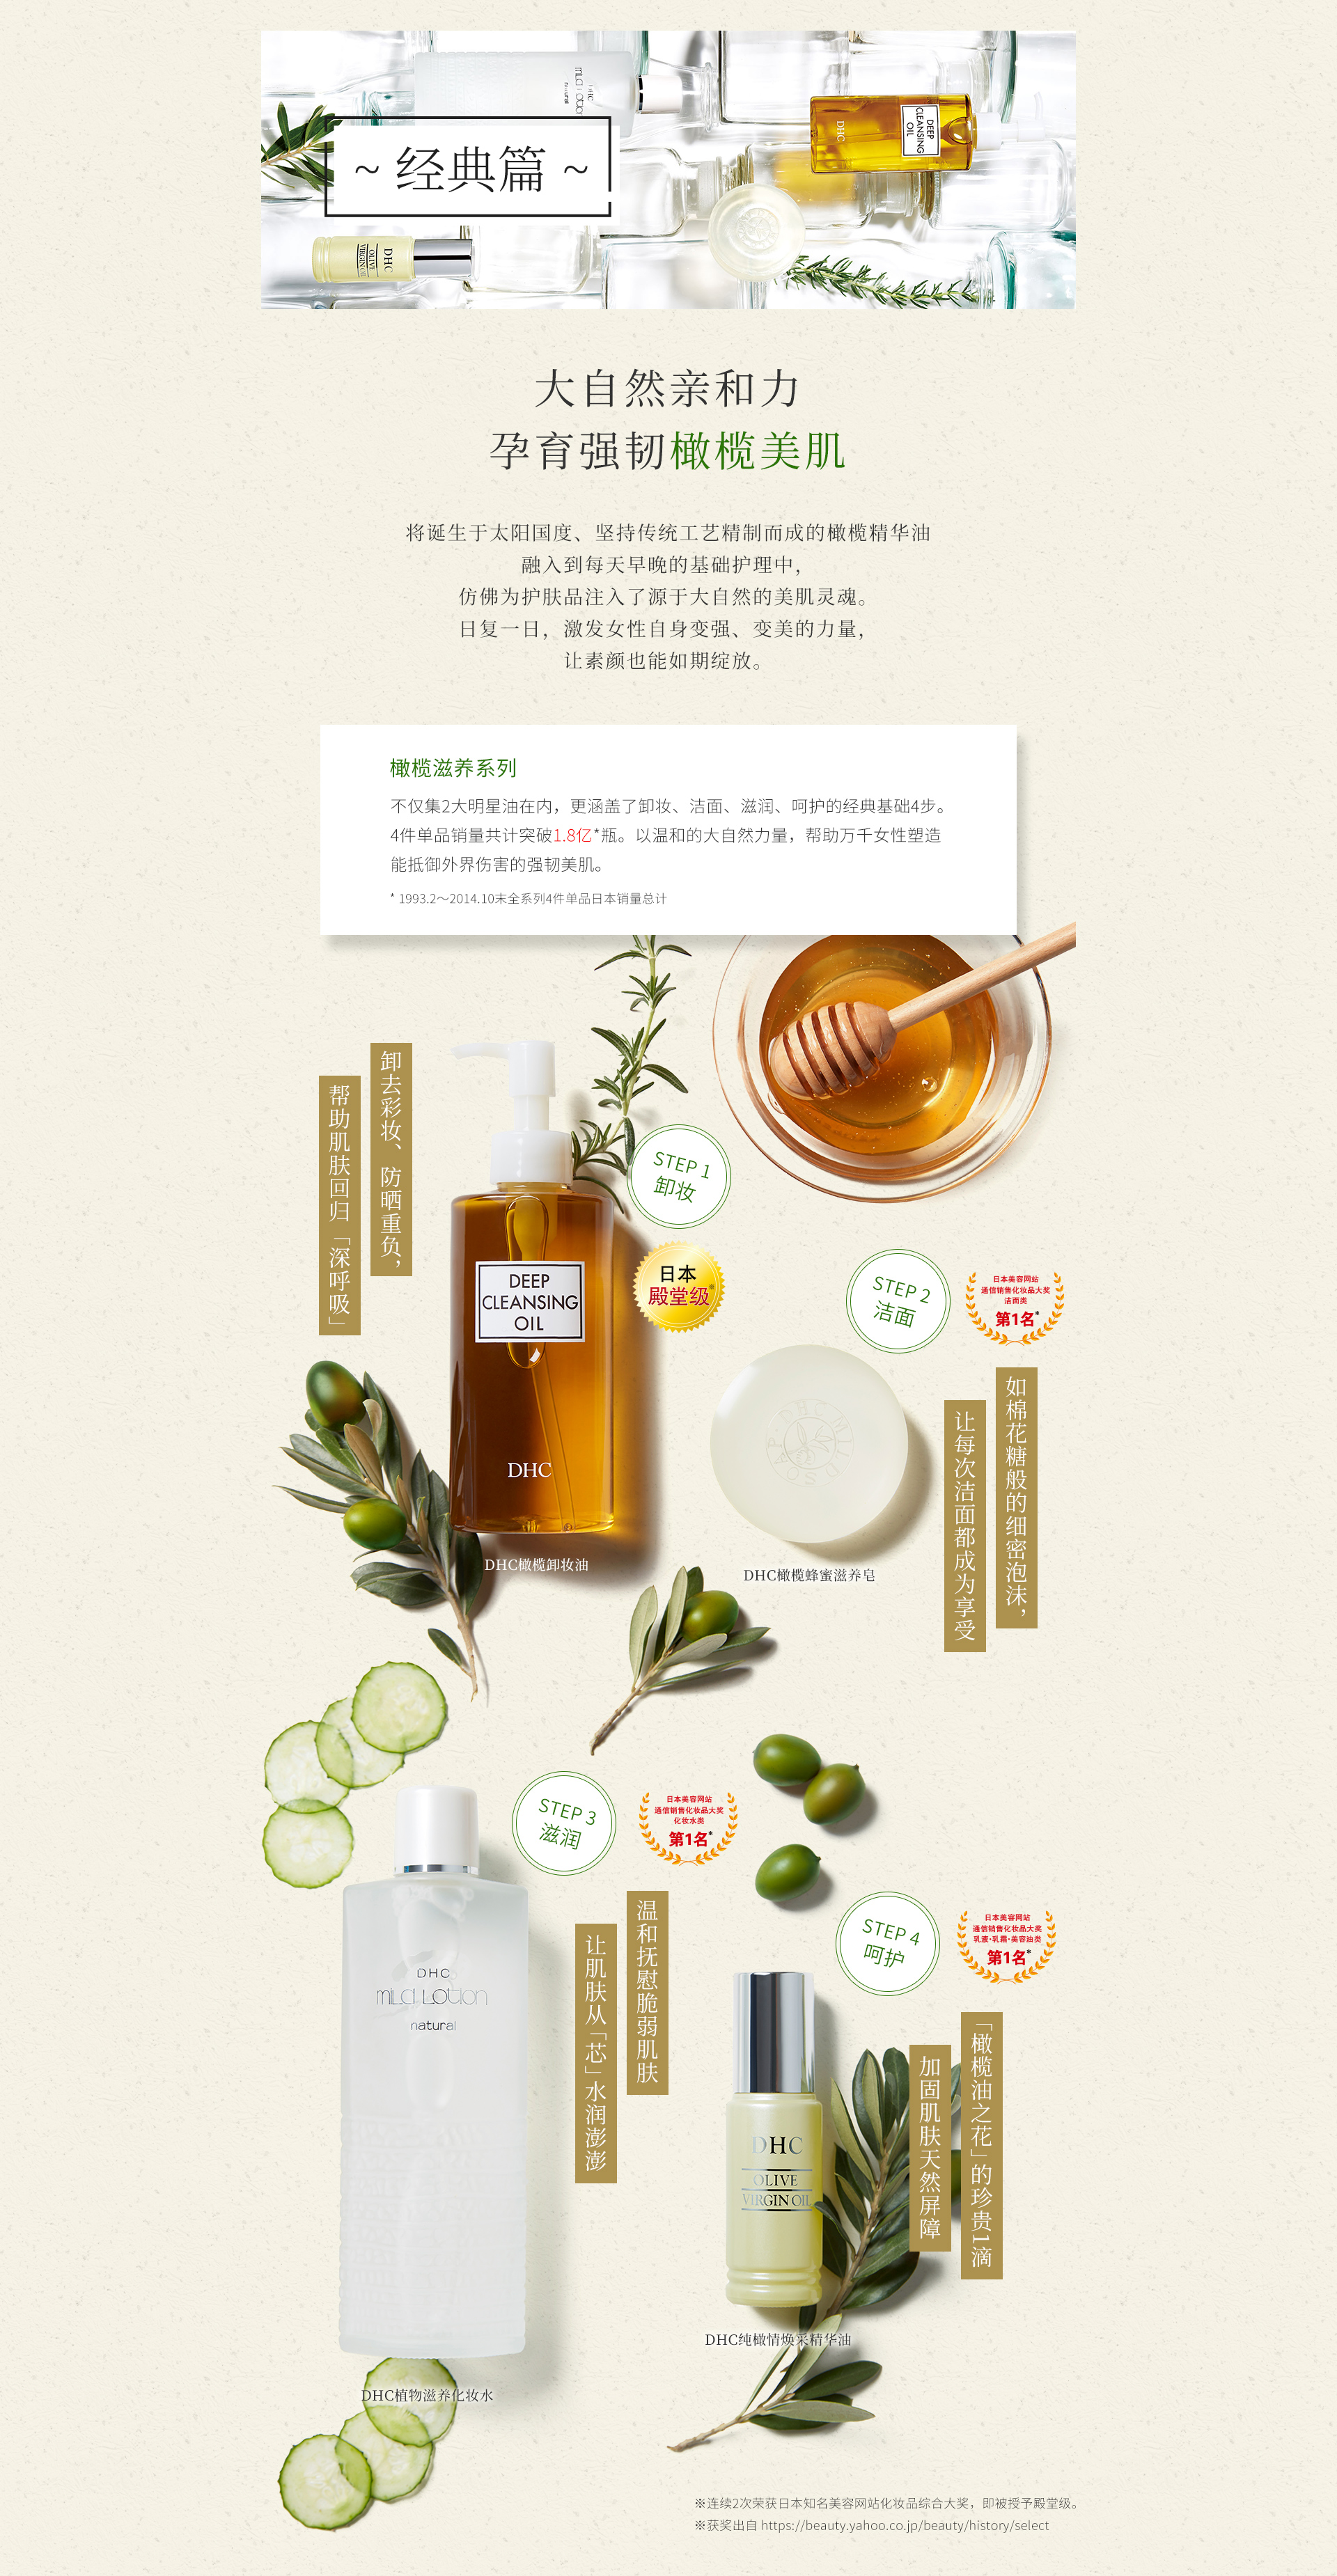 DHC
mild Lotion
natural
DEEP
CLEANSING
OIL
DHC
~ 经典篇 ~
DHC
OLIVE
VIRGIN OIL
大自然亲和力
孕育强韧橄榄美肌
将诞生于太阳国度、坚持传统工艺精制而成的橄榄精华油
融入到每天早晚的基础护理中，
仿佛为护肤品注入了源于大自然的美肌灵魂。
日复一日，激发女性自身变强、变美的力量，
让素颜也能如期绽放。
橄榄滋养系列
不仅集2大明星油在内，更涵盖了卸妆、洁面、滋润、呵护的经典基础4步。
4件单品销量共计突破1.8亿*瓶。以温和的大自然力量，帮助万千女性塑造
能抵御外界伤害的强韧美肌。
* 1993.2～2014.10末全系列4件单品日本销量总计
卸去彩妆、防晒重负，
帮助肌肤回归「深呼吸」
STEP 1
卸妆
日本
殿堂级※
DEEP
CLEANSING
OIL
DHC
DHC橄榄卸妆油
STEP 2
洁面
日本美容网站
通信销售化妆品大奖
洁面类
第1名※
如棉花糖般的细密泡沫，
让每次洁面都成为享受
DHC橄榄蜂蜜滋养皂
STEP 3
滋润
日本美容网站
通信销售化妆品大奖
化妆水类
第1名※
温和抚慰脆弱肌肤
让肌肤从「芯」水润澎澎
DHC
mild Lotion
natural
DHC植物滋养化妆水
STEP 4
呵护
日本美容网站
通信销售化妆品大奖
乳液·乳霜·美容油类
第1名※
「橄榄油之花」的珍贵1滴
加固肌肤天然屏障
DHC
OLIVE
VIRGIN OIL
DHC纯橄情焕采精华油
※连续2次荣获日本知名美容网站化妆品综合大奖，即被授予殿堂级。
※获奖出自 https://beauty.yahoo.co.jp/beauty/history/select